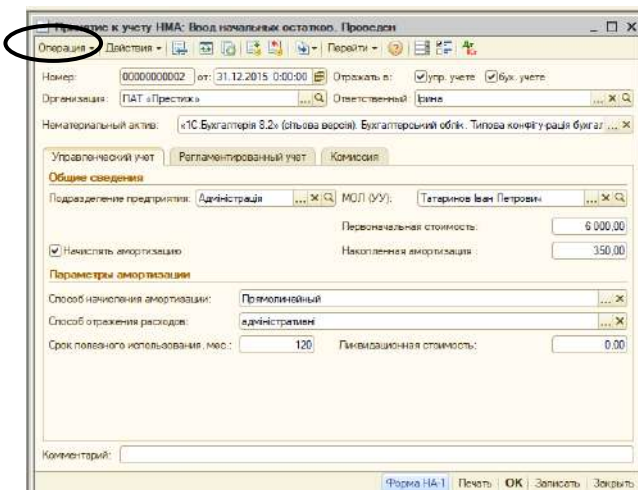 Принятие к учету НМА: Ввод начальных остатков. Проведен
Операция Действия Перейти
Номер: 00000000002 от: 31.12.2015 0:00:00 Отражать в: упр. учете бух. учете
Организация: ПАТ «Престиж» ... Ответственный: Ірина ... X
Нематериальный актив: «1С:Бухгалтерія 8.2» (сітьова версія). Бухгалтерський облік. Типова конфігу-рація бухгал ... X
Управленческий учет Регламентированный учет Комиссия
Общие сведения
Подразделение предприятия: Адміністрація ... X МОЛ (УУ): Татаринов Іван Петрович ... X
Первоначальная стоимость: 6 000,00
Начислять амортизацию Накопленная амортизация : 350,00
Параметры амортизации
Способ начисления амортизации: Прямолинейный ... X
Способ отражения расходов: адміністративні ... X
Срок полезного использования, мес.: 120 Ликвидационная стоимость: 0,00
Комментарий:
Форма НА-1 Печать OK Записать Закрыть